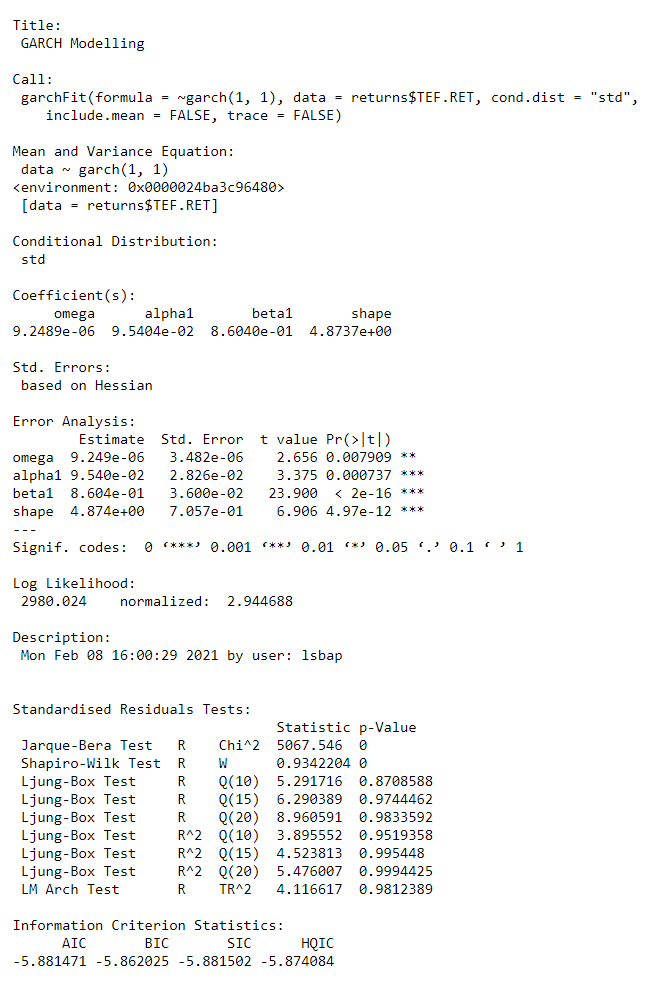 Title:
 GARCH Modelling

Call:
 garchFit(formula = ~garch(1, 1), data = returns$TEF.RET, cond.dist = "std",
    include.mean = FALSE, trace = FALSE)

Mean and Variance Equation:
 data ~ garch(1, 1)
<environment: 0x0000024ba3c96480>
 [data = returns$TEF.RET]

Conditional Distribution:
 std

Coefficient(s):
     omega      alpha1       beta1       shape
9.2489e-06  9.5404e-02  8.6040e-01  4.8737e+00

Std. Errors:
 based on Hessian

Error Analysis:
        Estimate  Std. Error  t value Pr(>|t|)
omega  9.249e-06   3.482e-06    2.656 0.007909 **
alpha1 9.540e-02   2.826e-02    3.375 0.000737 ***
beta1  8.604e-01   3.600e-02   23.900  < 2e-16 ***
shape  4.874e+00   7.057e-01    6.906 4.97e-12 ***
---
Signif. codes:  0 ‘***’ 0.001 ‘**’ 0.01 ‘*’ 0.05 ‘.’ 0.1 ‘ ’ 1

Log Likelihood:
 2980.024    normalized:  2.944688

Description:
 Mon Feb 08 16:00:29 2021 by user: lsbap


Standardised Residuals Tests:
                                Statistic p-Value
 Jarque-Bera Test   R    Chi^2  5067.546  0
 Shapiro-Wilk Test  R    W      0.9342204 0
 Ljung-Box Test     R    Q(10)  5.291716  0.8708588
 Ljung-Box Test     R    Q(15)  6.290389  0.9744462
 Ljung-Box Test     R    Q(20)  8.960591  0.9833592
 Ljung-Box Test     R^2  Q(10)  3.895552  0.9519358
 Ljung-Box Test     R^2  Q(15)  4.523813  0.995448
 Ljung-Box Test     R^2  Q(20)  5.476007  0.9994425
 LM Arch Test       R    TR^2   4.116617  0.9812389

Information Criterion Statistics:
      AIC       BIC       SIC      HQIC
-5.881471 -5.862025 -5.881502 -5.874084